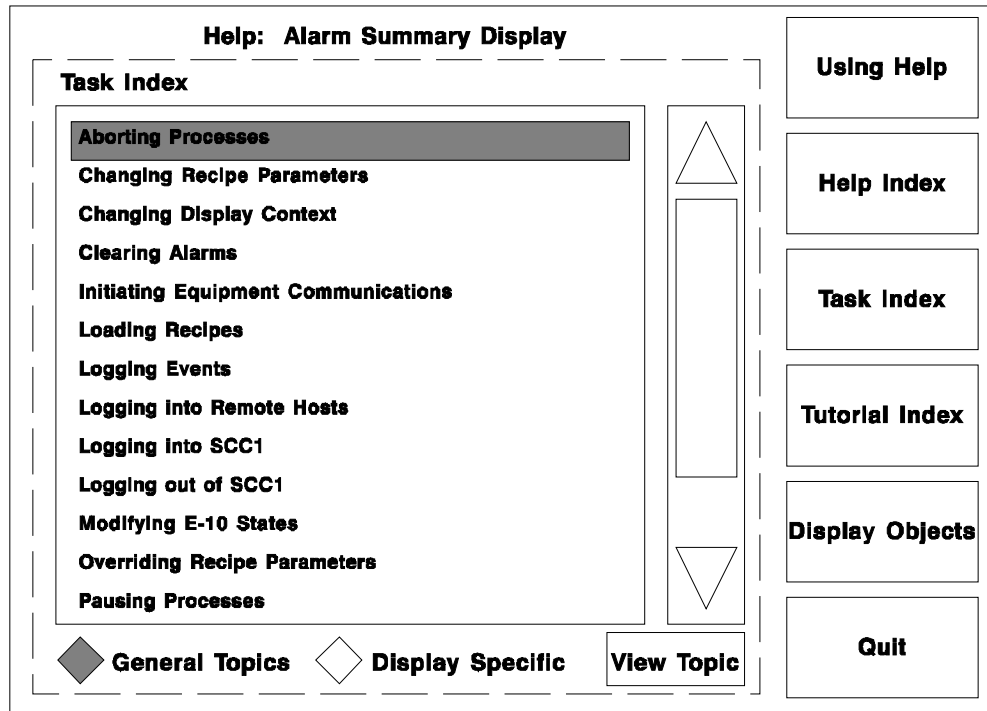 Help: Alarm Summary Display
Task Index
Aborting Processes
Changing Recipe Parameters
Changing Display Context
Clearing Alarms
Initiating Equipment Communications
Loading Recipes
Logging Events
Logging into Remote Hosts
Logging into SCC1
Logging out of SCC1
Modifying E-10 States
Overriding Recipe Parameters
Pausing Processes
General Topics
Display Specific
View Topic
Using Help
Help Index
Task Index
Tutorial Index
Display Objects
Quit